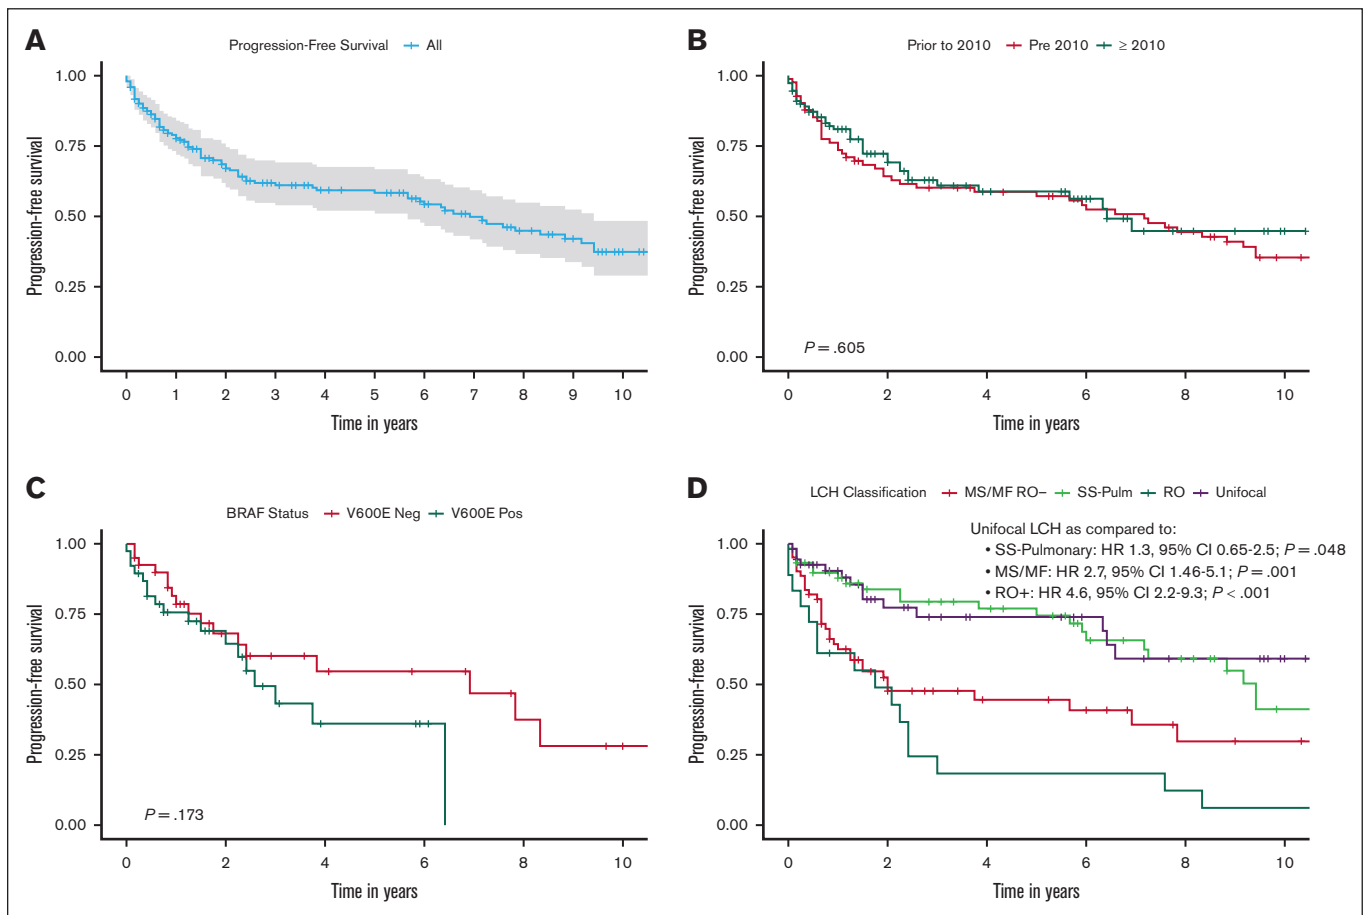 A
Progression-Free Survival All
1.00
0.75
0.50
0.25
0.00
Progression-free survival
0 1 2 3 4 5 6 7 8 9 10
Time in years
B
Prior to 2010 Pre 2010 ≥ 2010
1.00
0.75
0.50
0.25
0.00
Progression-free survival
P = .605
0 2 4 6 8 10
Time in years
C
BRAF Status V600E Neg V600E Pos
1.00
0.75
0.50
0.25
0.00
Progression-free survival
P = .173
0 2 4 6 8 10
Time in years
D
LCH Classification MS/MF RO− SS-Pulm RO Unifocal
Unifocal LCH as compared to:
• SS-Pulmonary: HR 1.3, 95% CI 0.65-2.5; P = .048
• MS/MF: HR 2.7, 95% CI 1.46-5.1; P = .001
• RO+: HR 4.6, 95% CI 2.2-9.3; P < .001
1.00
0.75
0.50
0.25
0.00
Progression-free survival
0 2 4 6 8 10
Time in years